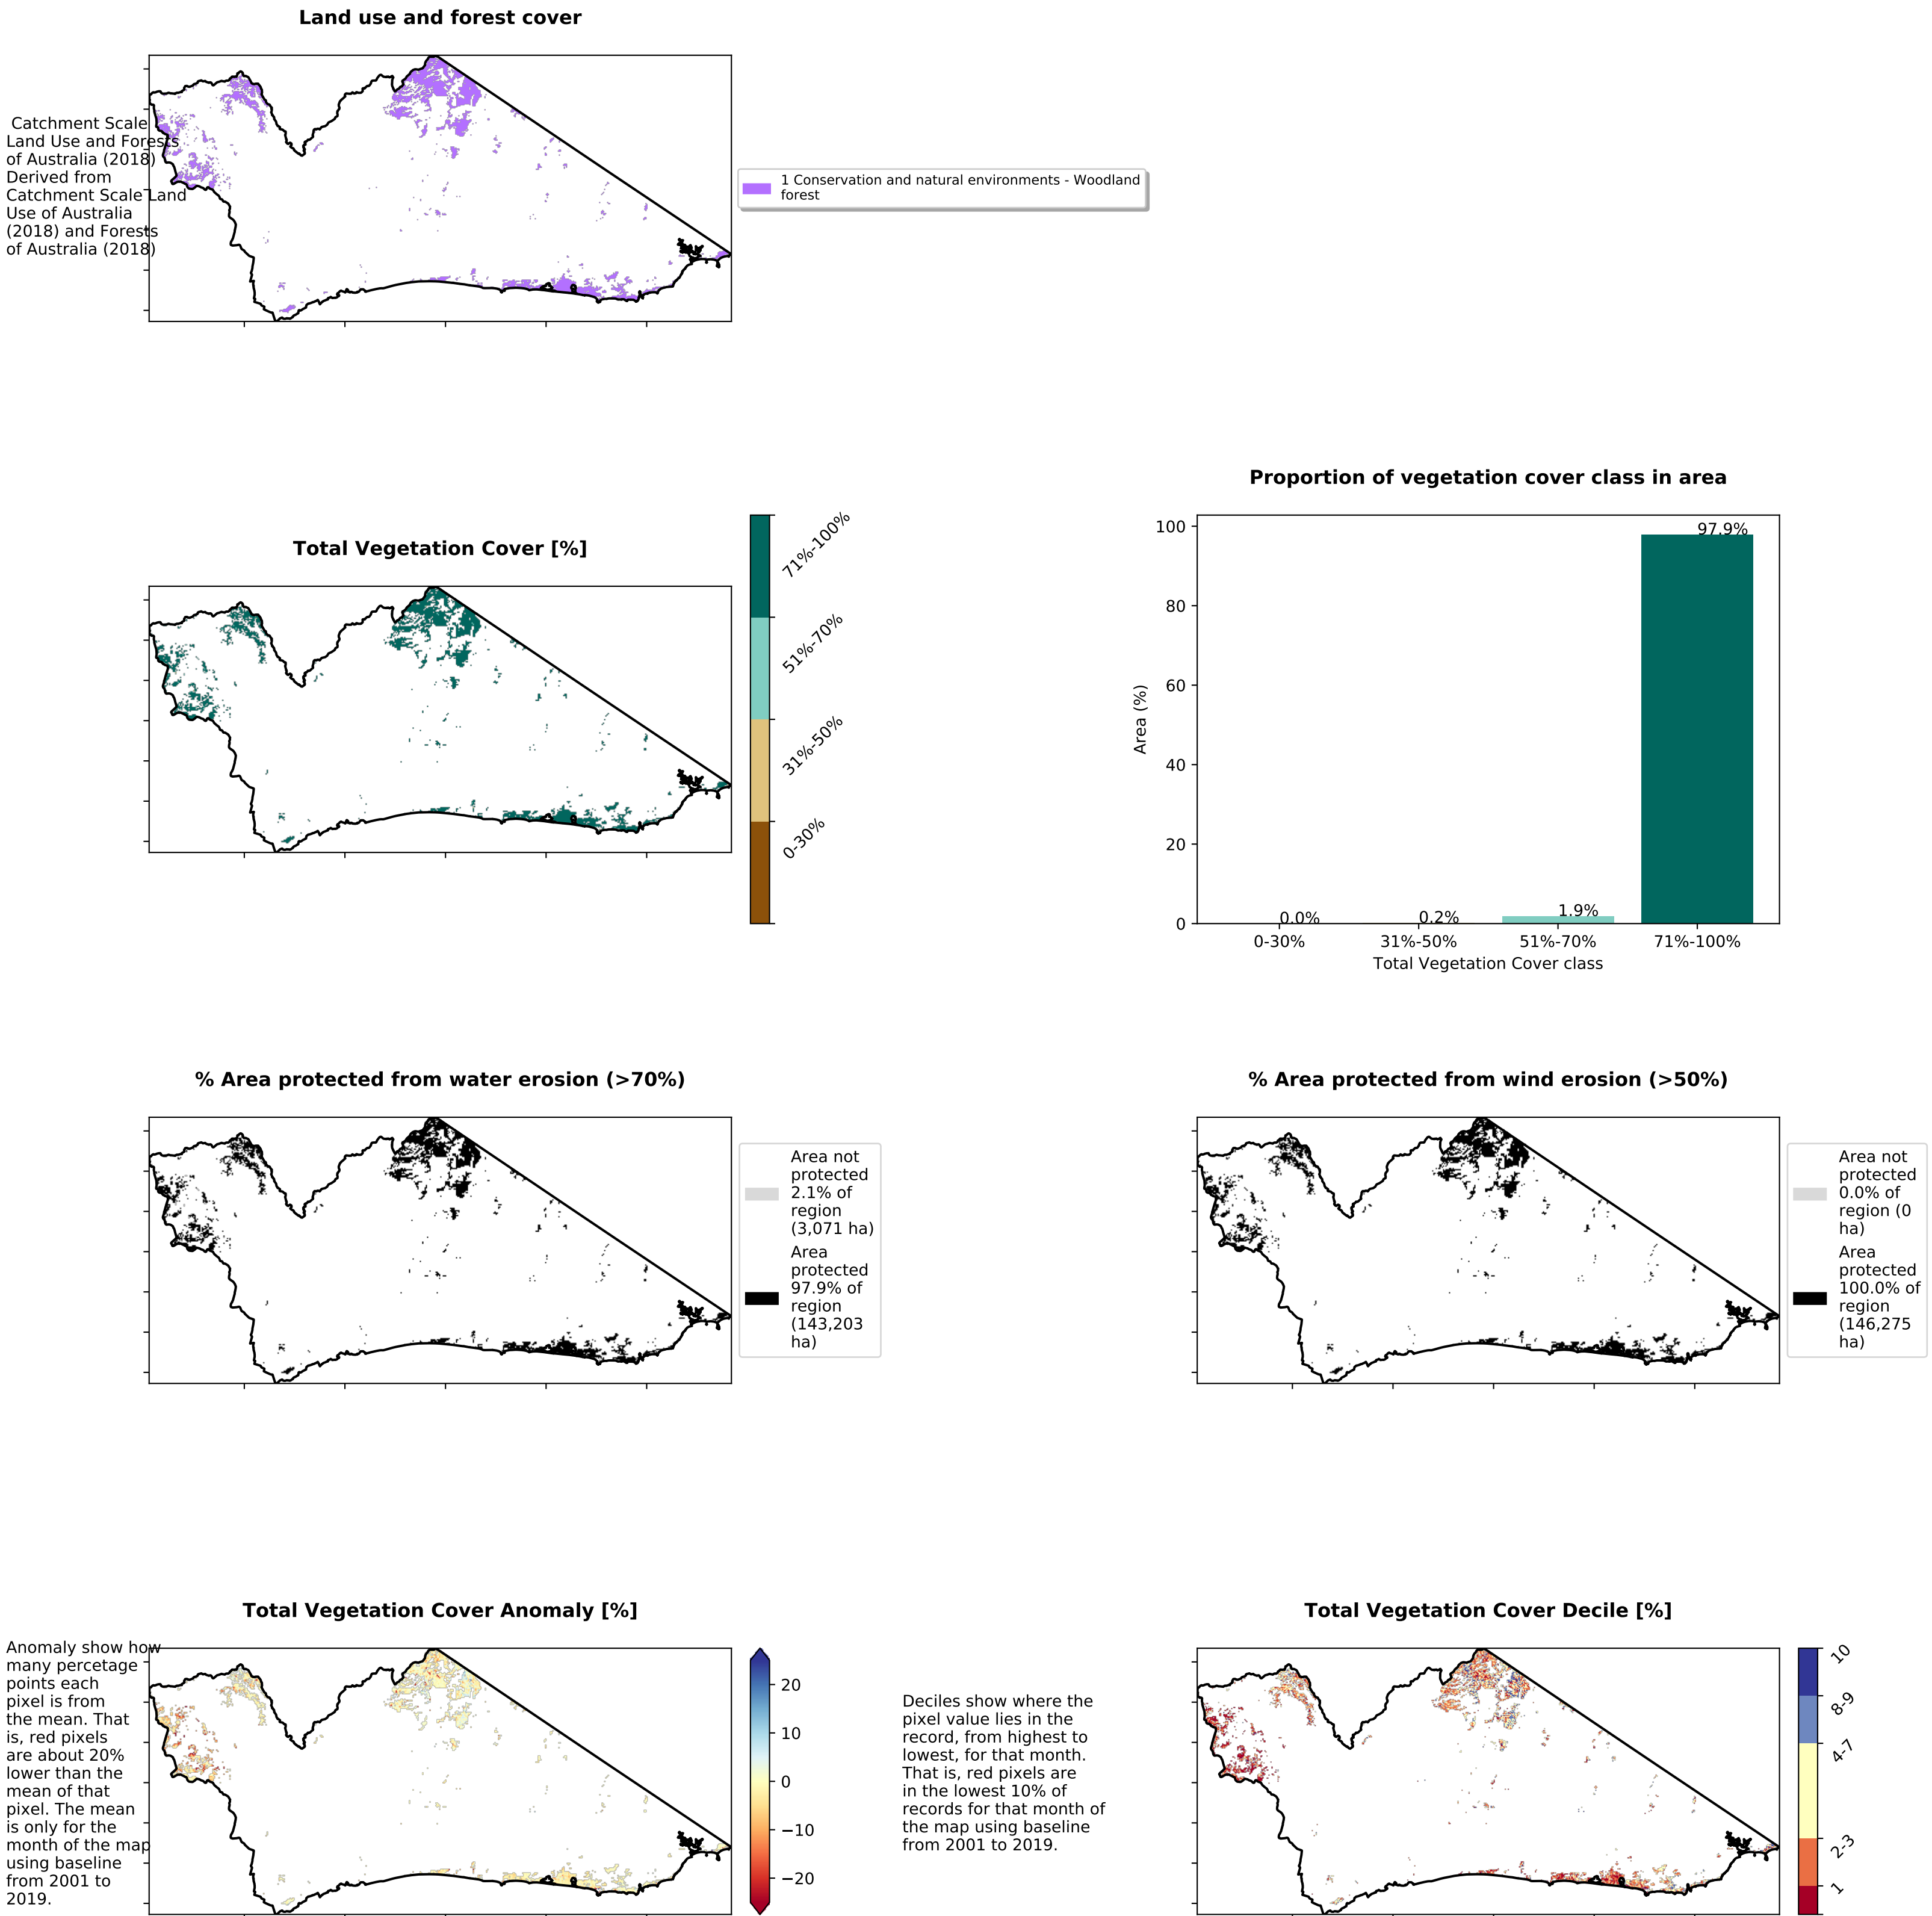 Land use and forest cover
Catchment Scale
Land Use and Forests
of Australia (2018)
Derived from
Catchment Scale Land
Use of Australia
(2018) and Forests
of Australia (2018)
1 Conservation and natural environments - Woodland
forest
Total Vegetation Cover [%]
71%-100%
51%-70%
31%-50%
0-30%
Proportion of vegetation cover class in area
100
80
60
40
20
0
Area (%)
0.0%
0.2%
1.9%
97.9%
0-30%
31%-50%
51%-70%
71%-100%
Total Vegetation Cover class
% Area protected from water erosion (>70%)
Area not
protected
2.1% of
region
(3,071 ha)
Area
protected
97.9% of
region
(143,203
ha)
% Area protected from wind erosion (>50%)
Area not
protected
0.0% of
region (0
ha)
Area
protected
100.0% of
region
(146,275
ha)
Total Vegetation Cover Anomaly [%]
Anomaly show how
many percetage
points each
pixel is from
the mean. That
is, red pixels
are about 20%
lower than the
mean of that
pixel. The mean
is only for the
month of the map
using baseline
from 2001 to
2019.
20
10
0
−10
−20
Total Vegetation Cover Decile [%]
Deciles show where the
pixel value lies in the
record, from highest to
lowest, for that month.
That is, red pixels are
in the lowest 10% of
records for that month of
the map using baseline
from 2001 to 2019.
10
8-9
4-7
2-3
1